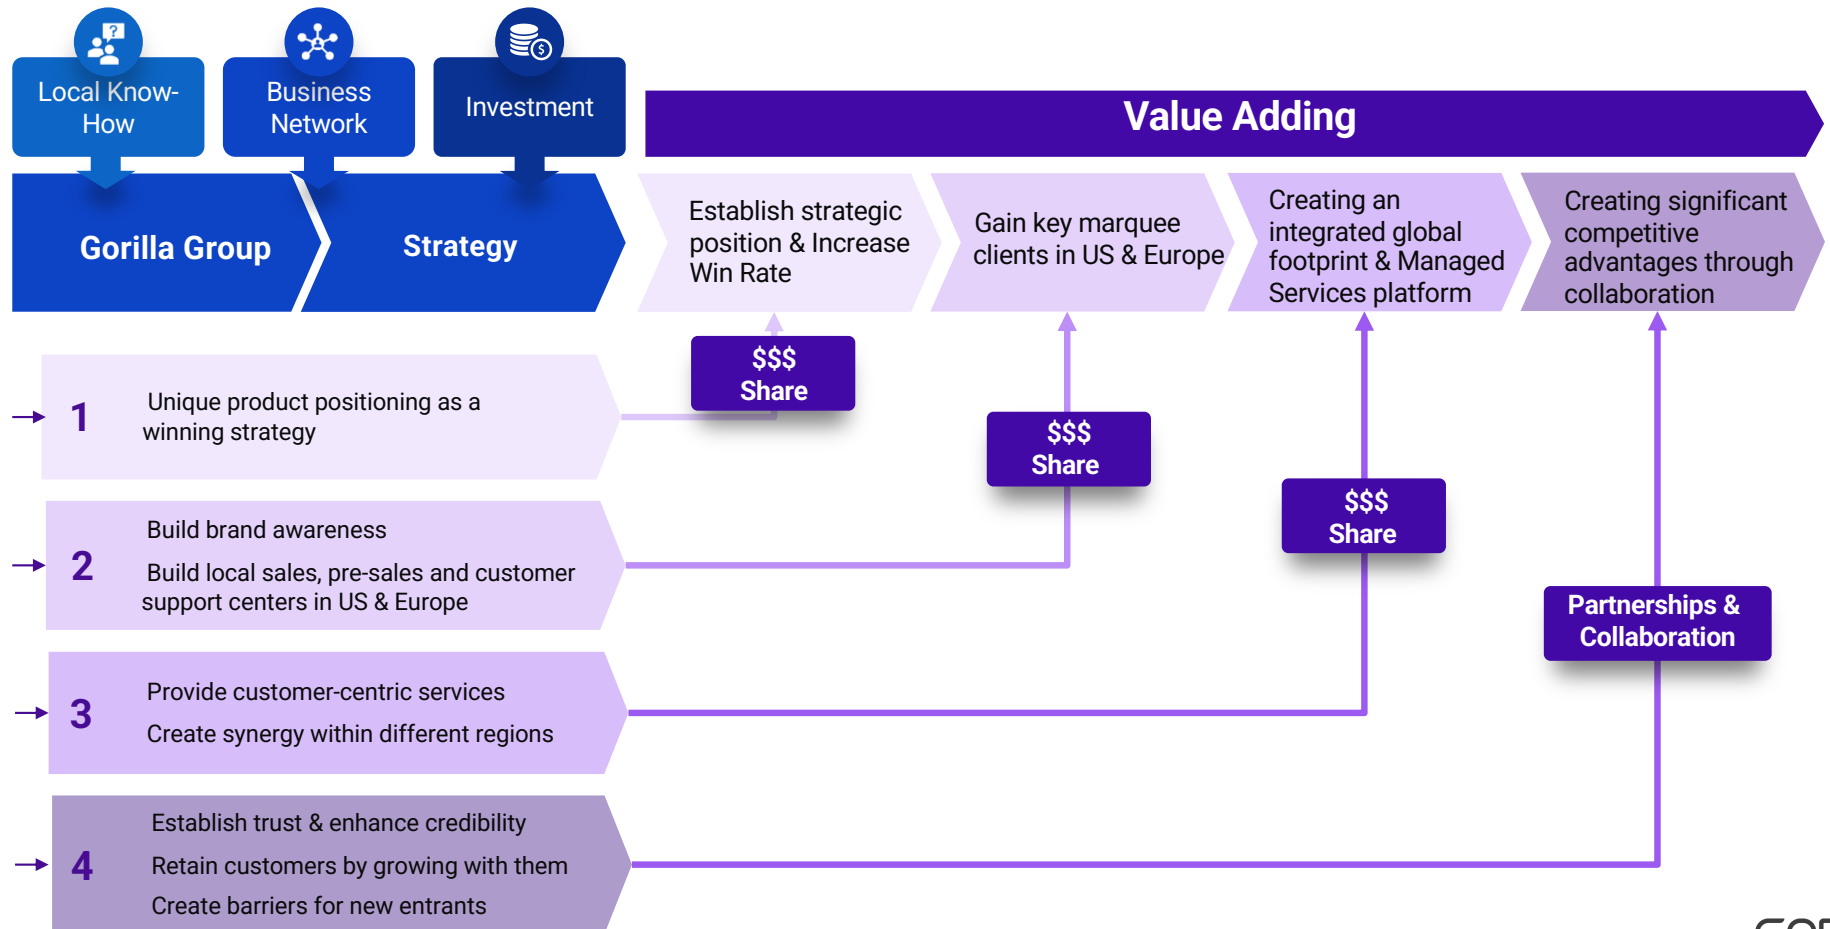 Local Know-
How
Business
Network
Investment
Value Adding
Gorilla Group
Strategy
Establish strategic
position & Increase
Win Rate
Gain key marquee
clients in US & Europe
Creating an
integrated global
footprint & Managed
Services platform
Creating significant
competitive
advantages through
collaboration
1
Unique product positioning as a
winning strategy
$$$
Share
2
Build brand awareness
Build local sales, pre-sales and customer
support centers in US & Europe
$$$
Share
3
Provide customer-centric services
Create synergy within different regions
$$$
Share
4
Establish trust & enhance credibility
Retain customers by growing with them
Create barriers for new entrants
Partnerships &
Collaboration